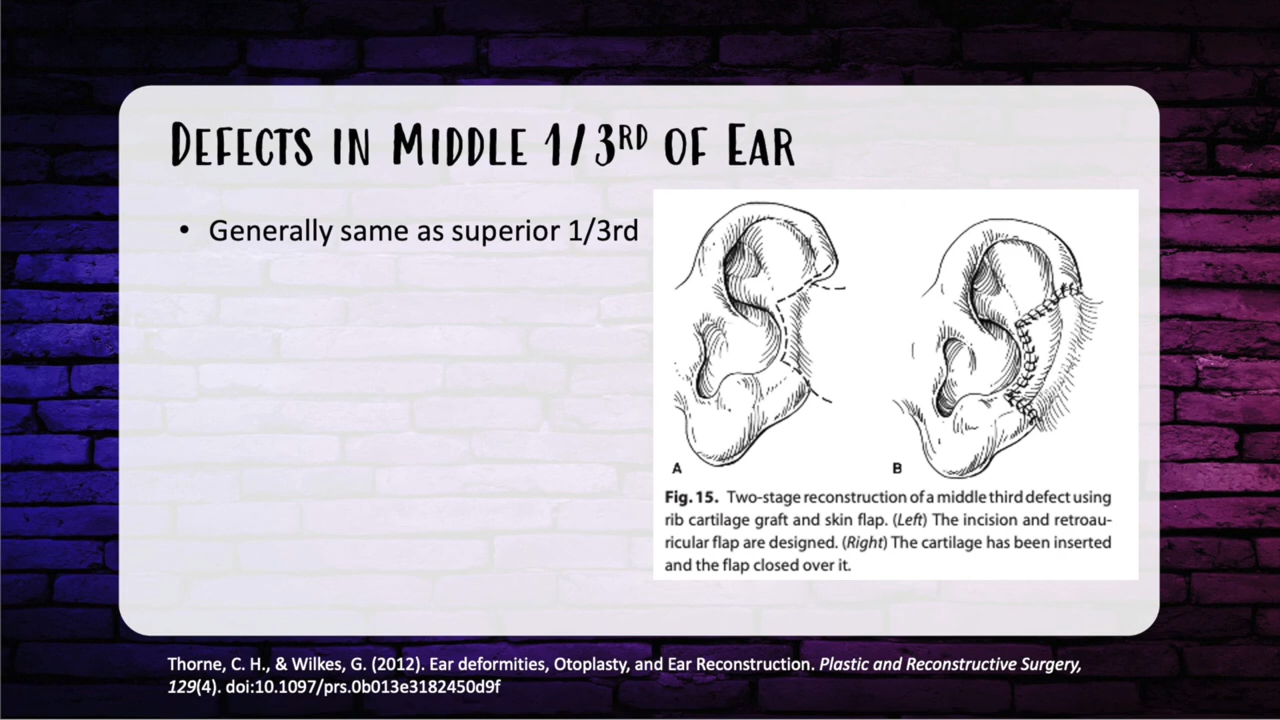 Defects in Middle 1/3rd of Ear
• Generally same as superior 1/3rd
A
B
Fig. 15. Two-stage reconstruction of a middle third defect using
rib cartilage graft and skin flap. (Left) The incision and retroau-
ricular flap are designed. (Right) The cartilage has been inserted
and the flap closed over it.
Thorne, C. H., & Wilkes, G. (2012). Ear deformities, Otoplasty, and Ear Reconstruction. Plastic and Reconstructive Surgery,
129(4). doi:10.1097/prs.0b013e3182450d9f